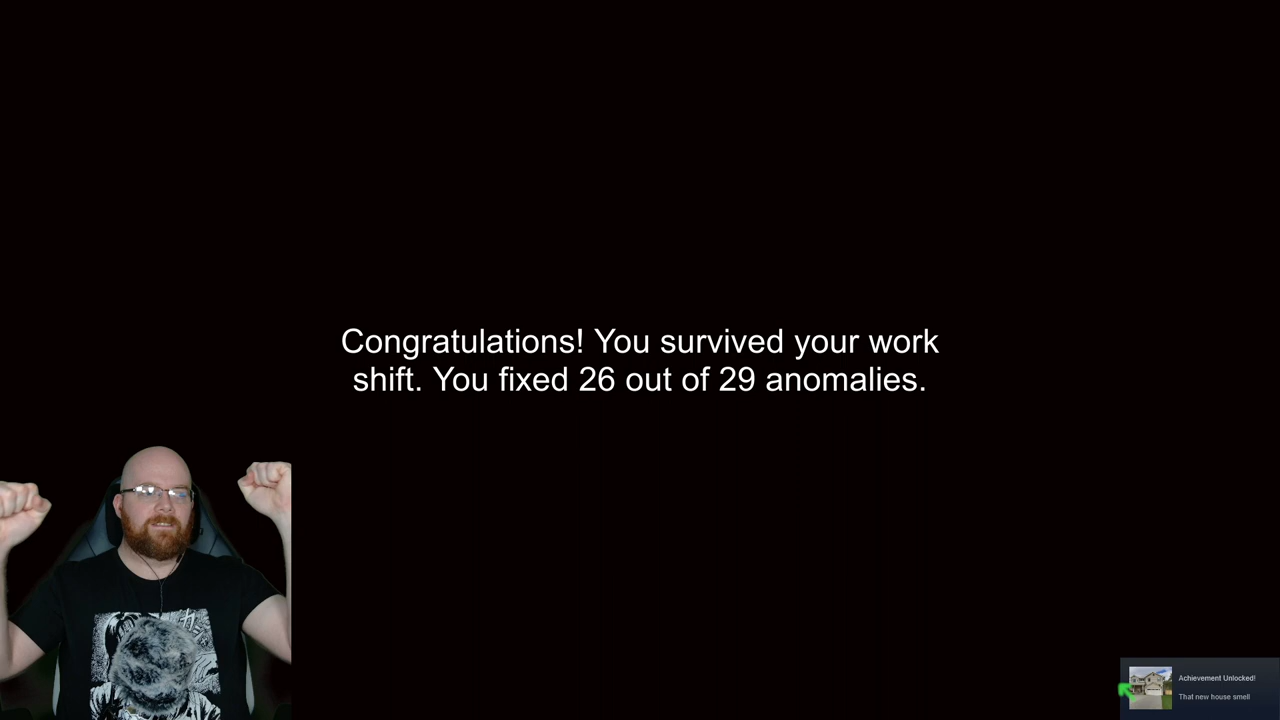 Congratulations! You survived your work
shift. You fixed 26 out of 29 anomalies.
Achievement Unlocked!
That new house smell